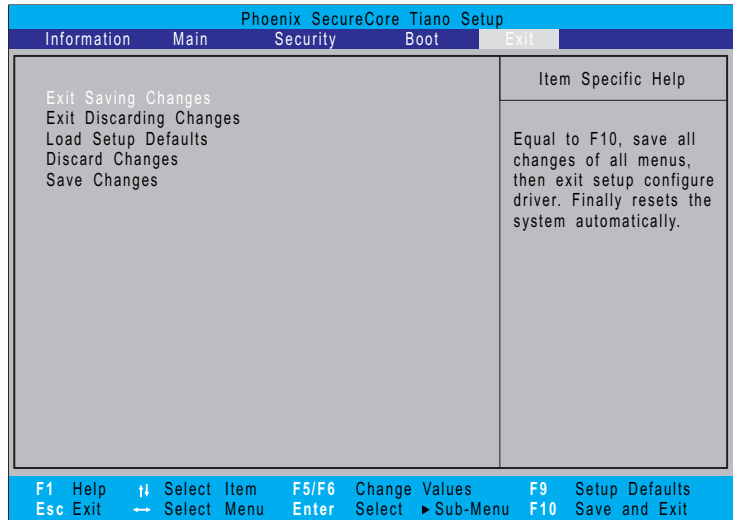 Phoenix SecureCore Tiano Setup
Information Main Security Boot Exit
Exit Saving Changes
Exit Discarding Changes
Load Setup Defaults
Discard Changes
Save Changes
Item Specific Help
Equal to F10, save all
changes of all menus,
then exit setup configure
driver. Finally resets the
system automatically.
F1 Help ↑↓ Select Item F5/F6 Change Values F9 Setup Defaults
Esc Exit ↔ Select Menu Enter Select ►Sub-Menu F10 Save and Exit